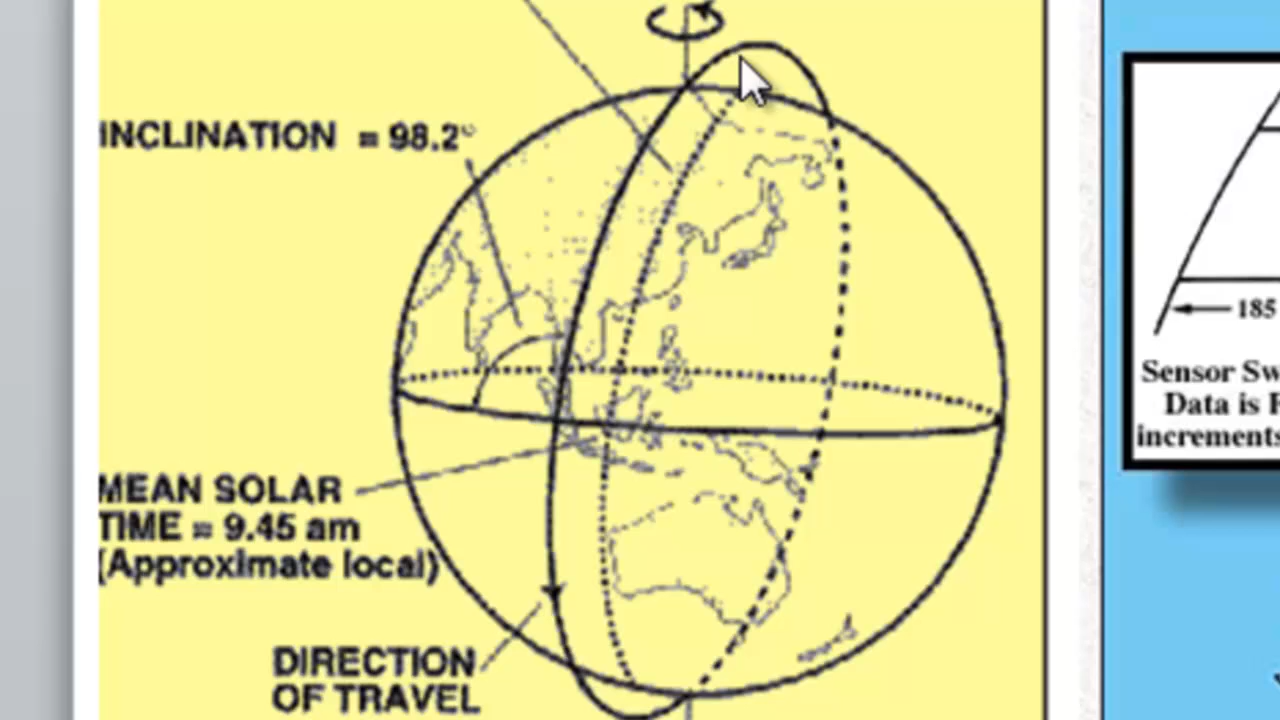 INCLINATION = 98.2°
MEAN SOLAR
TIME = 9.45 am
(Approximate local)
DIRECTION
OF TRAVEL
185
Sensor
Data is
increments